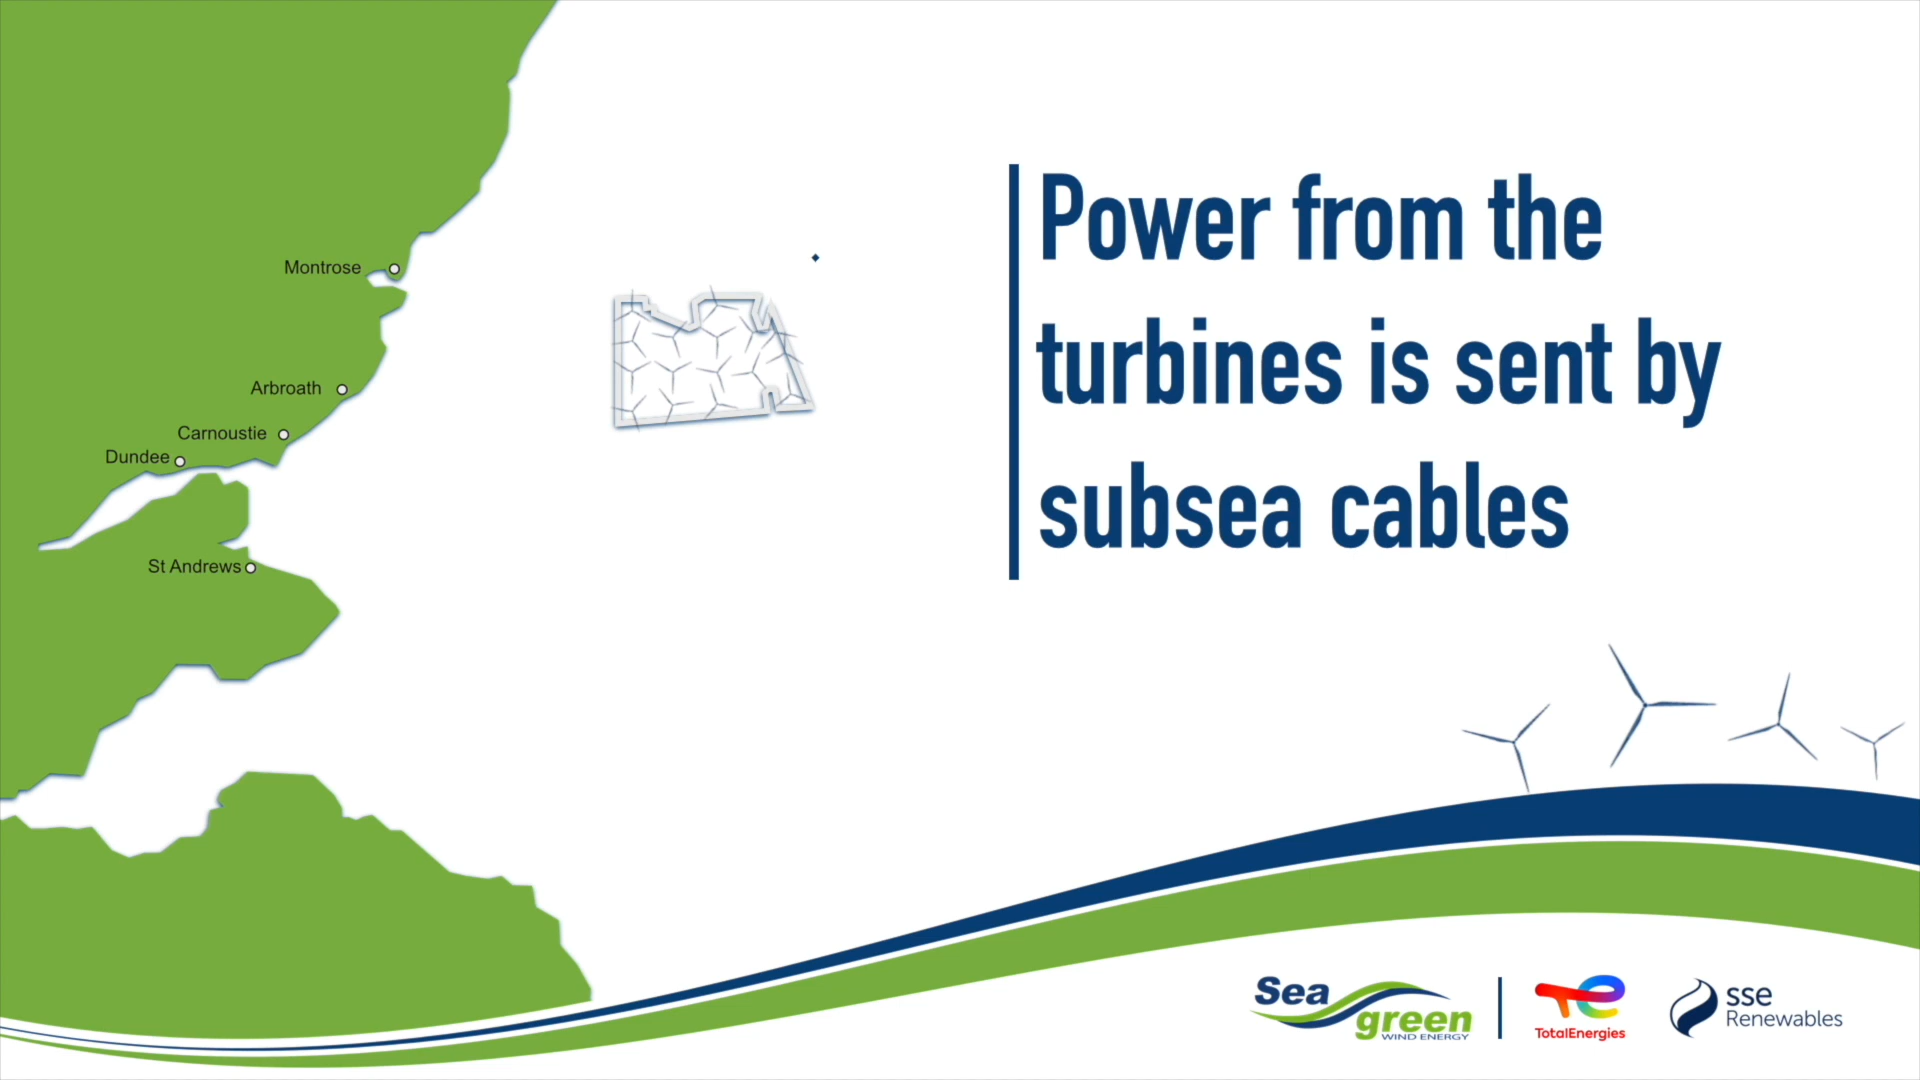 Power from the
turbines is sent by
subsea cables
Montrose
Arbroath
Carnoustie
Dundee
St Andrews
Sea
green
WIND ENERGY
TotalEnergies
sse
Renewables